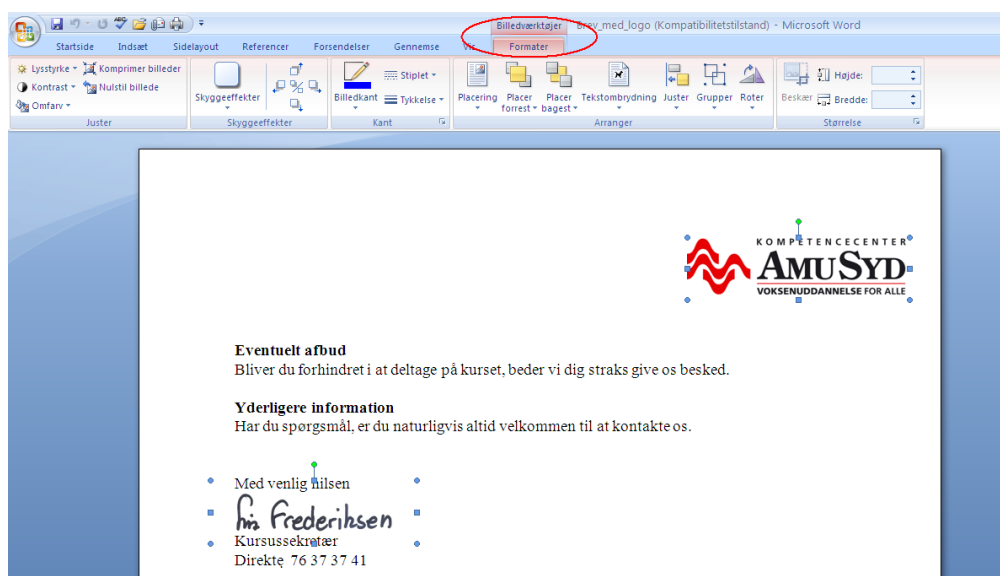 Billedværktøjer Brev_med_logo (Kompatibilitetstilstand) - Microsoft Word
Startside Indsæt Sidelayout Referencer Forsendelser Gennemse Vis Formater
Lysstyrke Komprimer billeder
Kontrast Nulstil billede
Omfarv
Skyggeeffekter
Billedkant
Stiplet
Tykkelse
Placering Placer forrest Placer bagest Tekstombrydning Juster Grupper Roter
Beskær
Højde:
Bredde:
Juster Skyggeeffekter Kant Arranger Størrelse
KOMPETENCECENTER
AMUSYD
VOKSENUDDANNELSE FOR ALLE
Eventuelt afbud
Bliver du forhindret i at deltage på kurset, beder vi dig straks give os besked.
Yderligere information
Har du spørgsmål, er du naturligvis altid velkommen til at kontakte os.
Med venlig hilsen
Frederiksen
Kursussekretær
Direkte 76 37 37 41